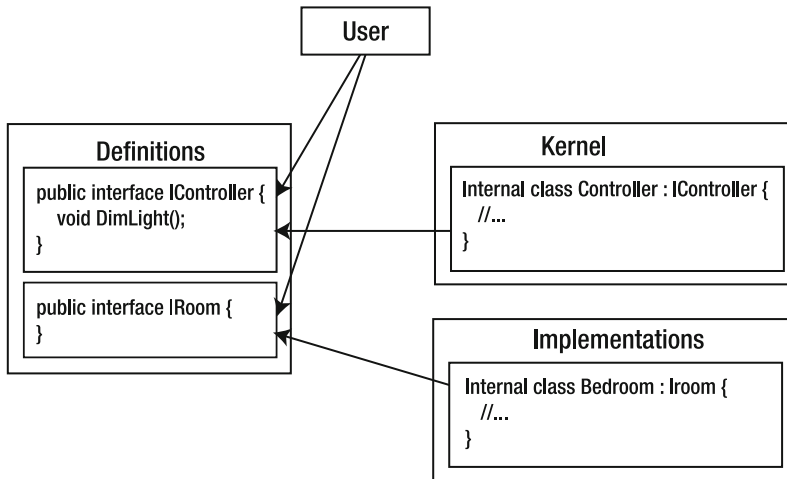 User
Definitions
public interface IController {
void DimLight();
}
public interface IRoom {
}
Kernel
Internal class Controller : IController {
//...
}
Implementations
Internal class Bedroom : Iroom {
//...
}